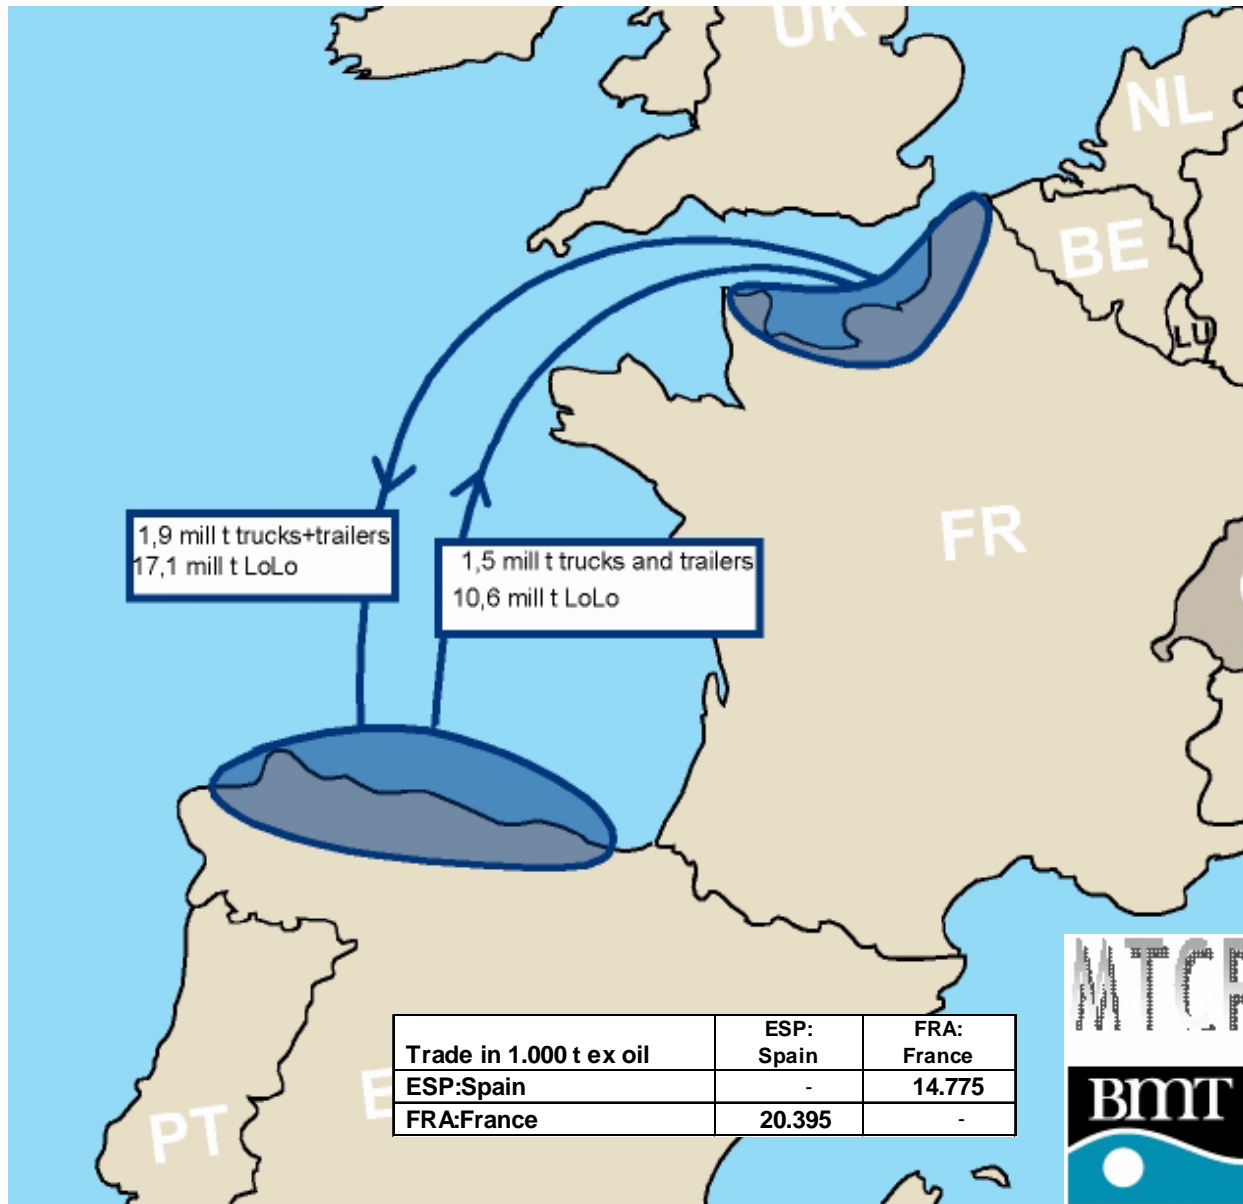 UK
NL
BE
LU
FR
1,9 mill t trucks+trailers
17,1 mill t LoLo
1,5 mill t trucks and trailers
10,6 mill t LoLo
Trade in 1.000 t ex oil ESP: Spain FRA: France
ESP:Spain - 14.775
FRA:France 20.395 -
E
PT
BMT